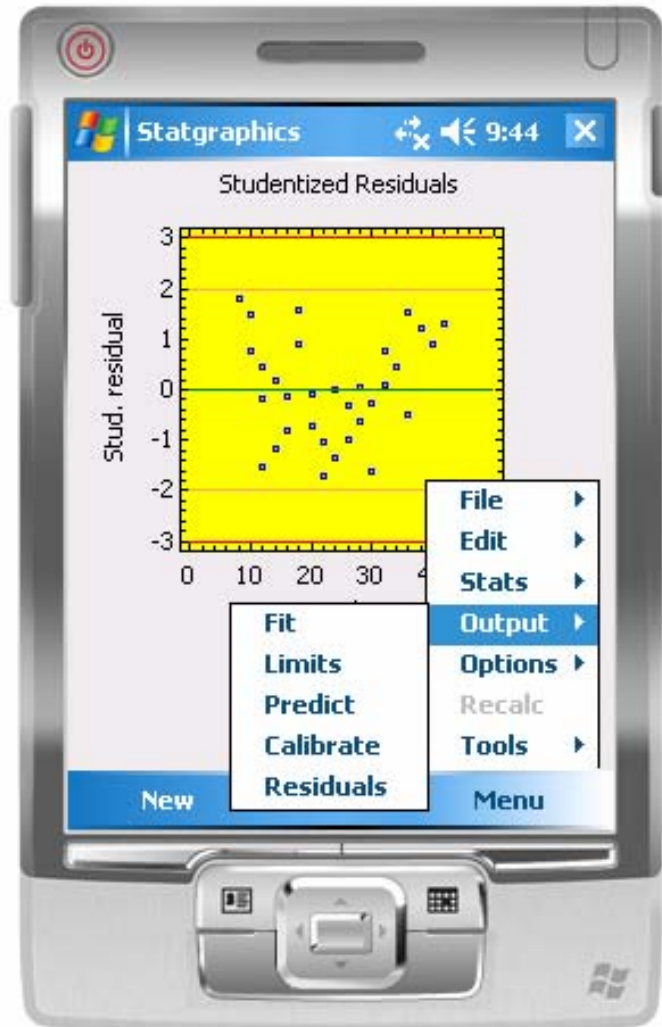 Statgraphics 9:44
Studentized Residuals
Stud. residual
3
2
1
0
-1
-2
-3
0 10 20 30 4
File
Edit
Stats
Output
Options
Recalc
Tools
Fit
Limits
Predict
Calibrate
Residuals
New Menu